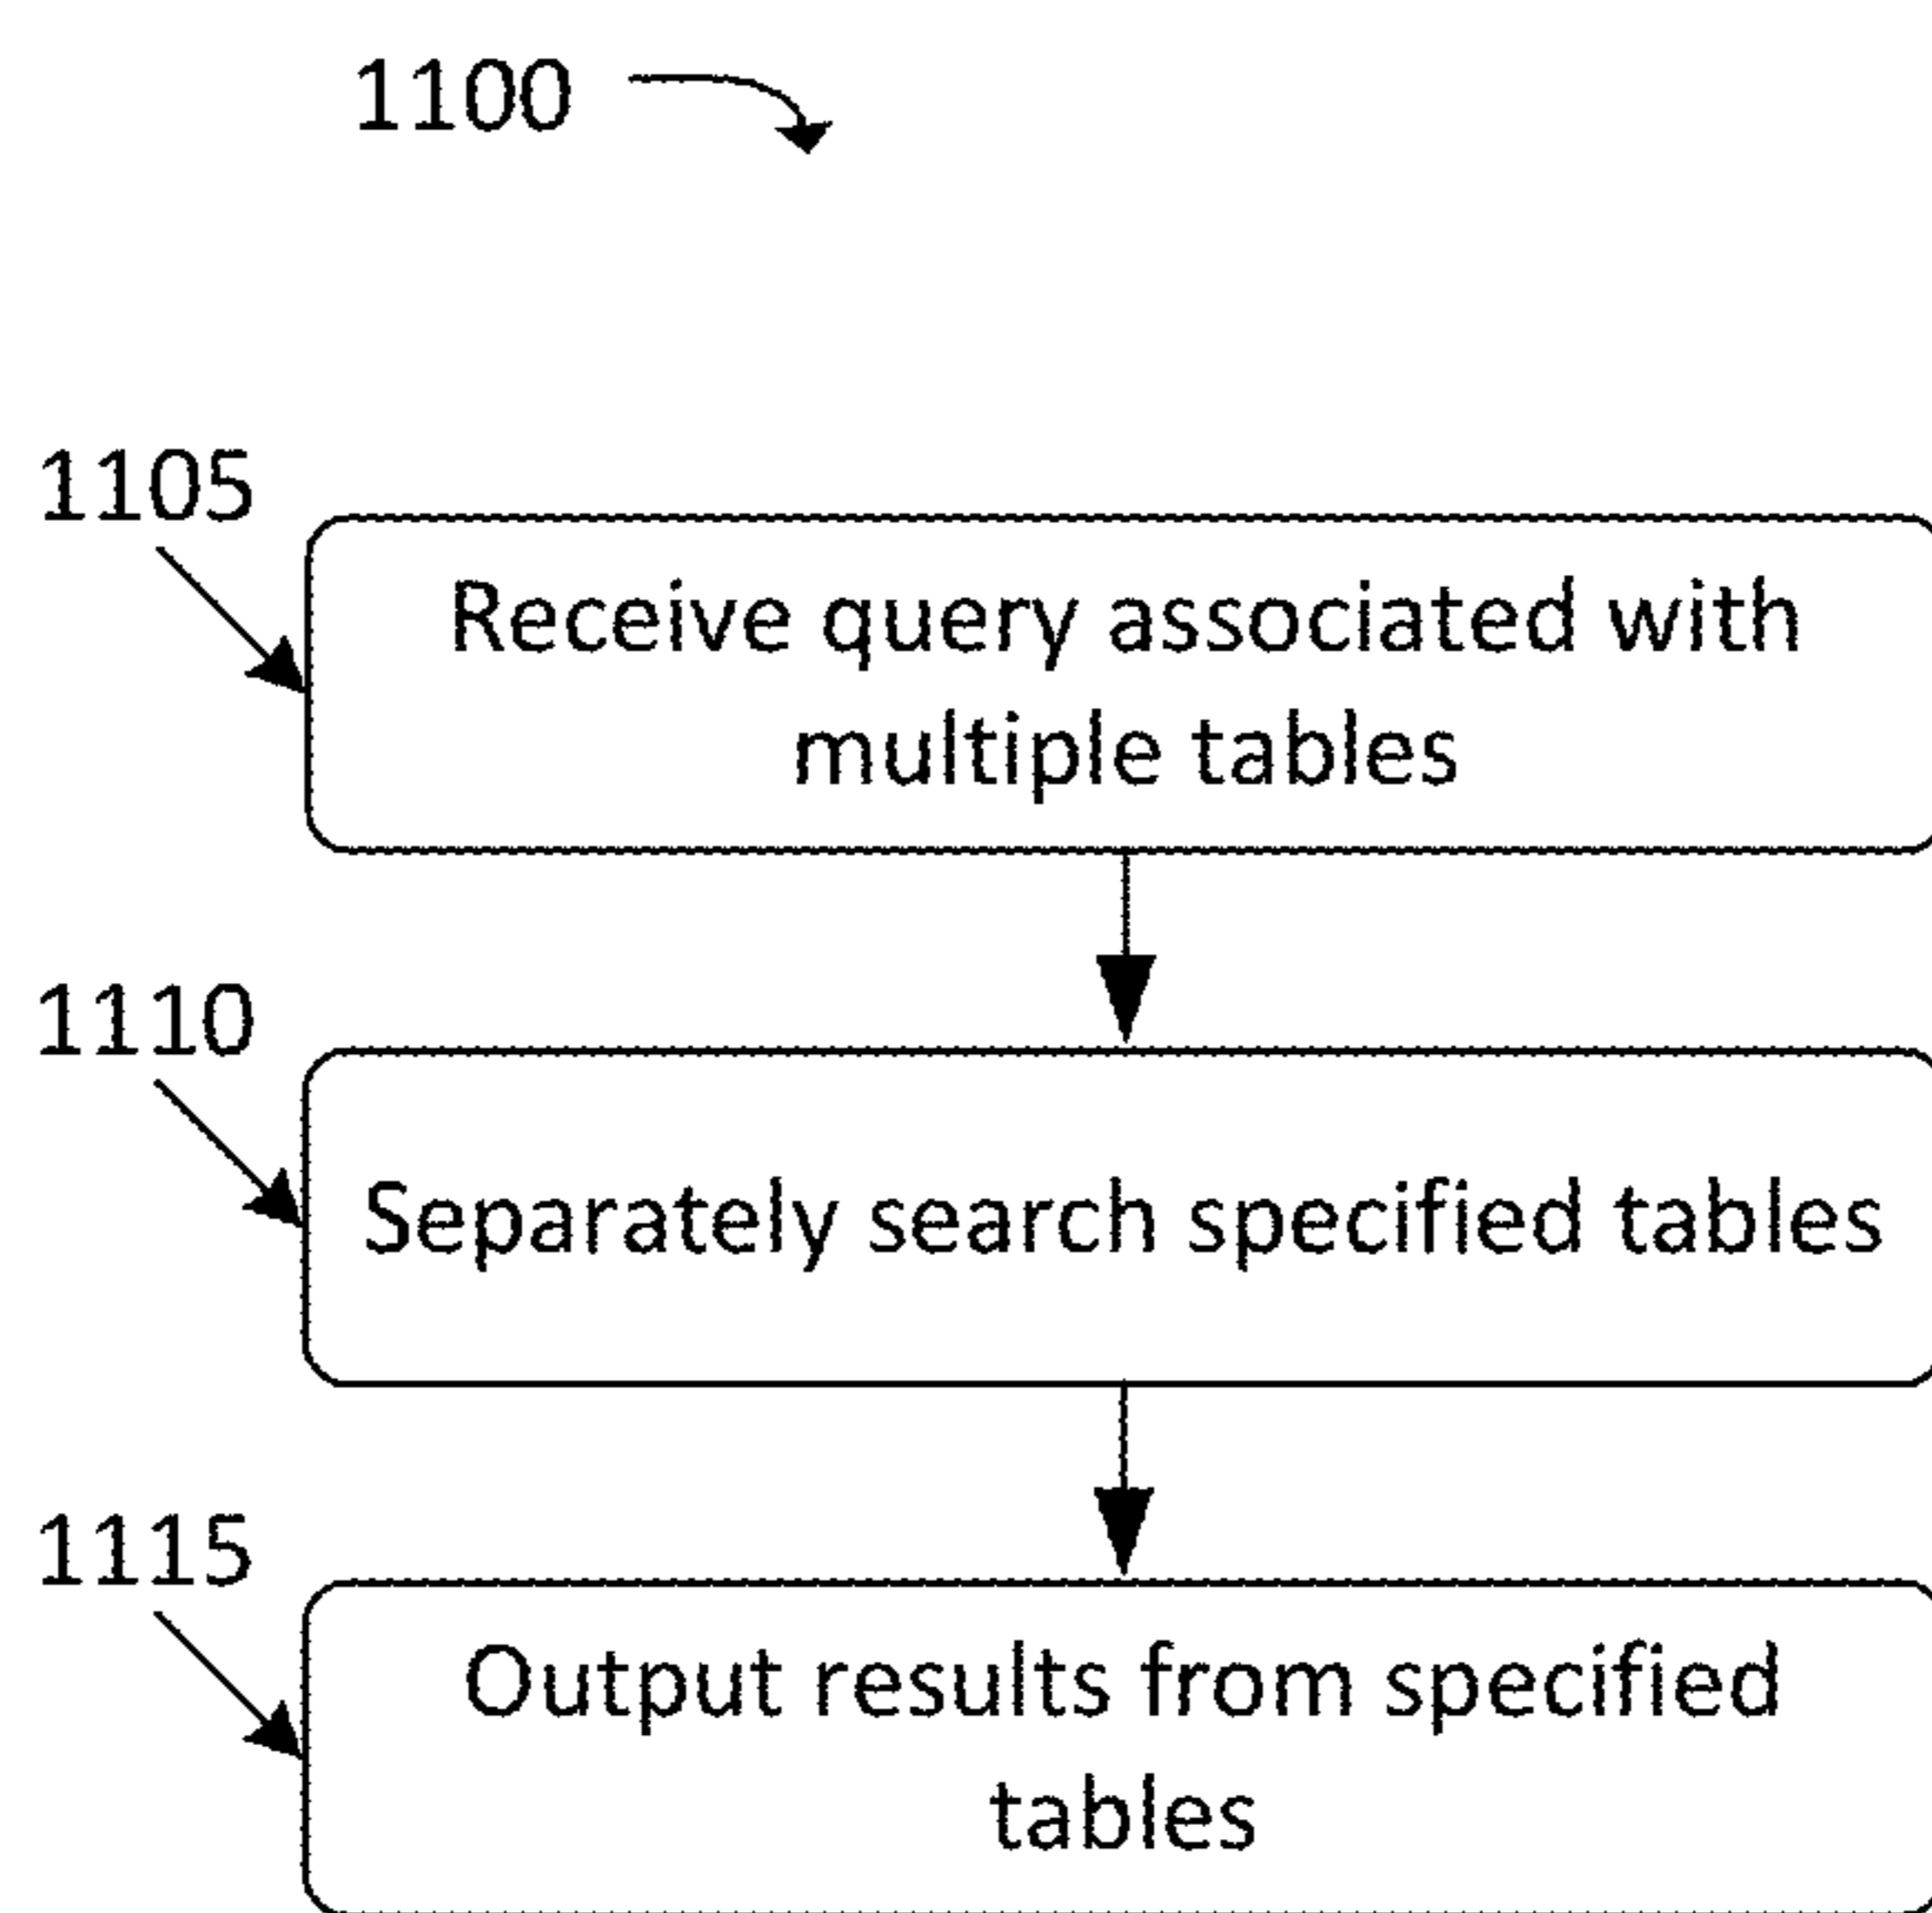 1100
1105
Receive query associated with
multiple tables
1110
Separately search specified tables
1115
Output results from specified
tables